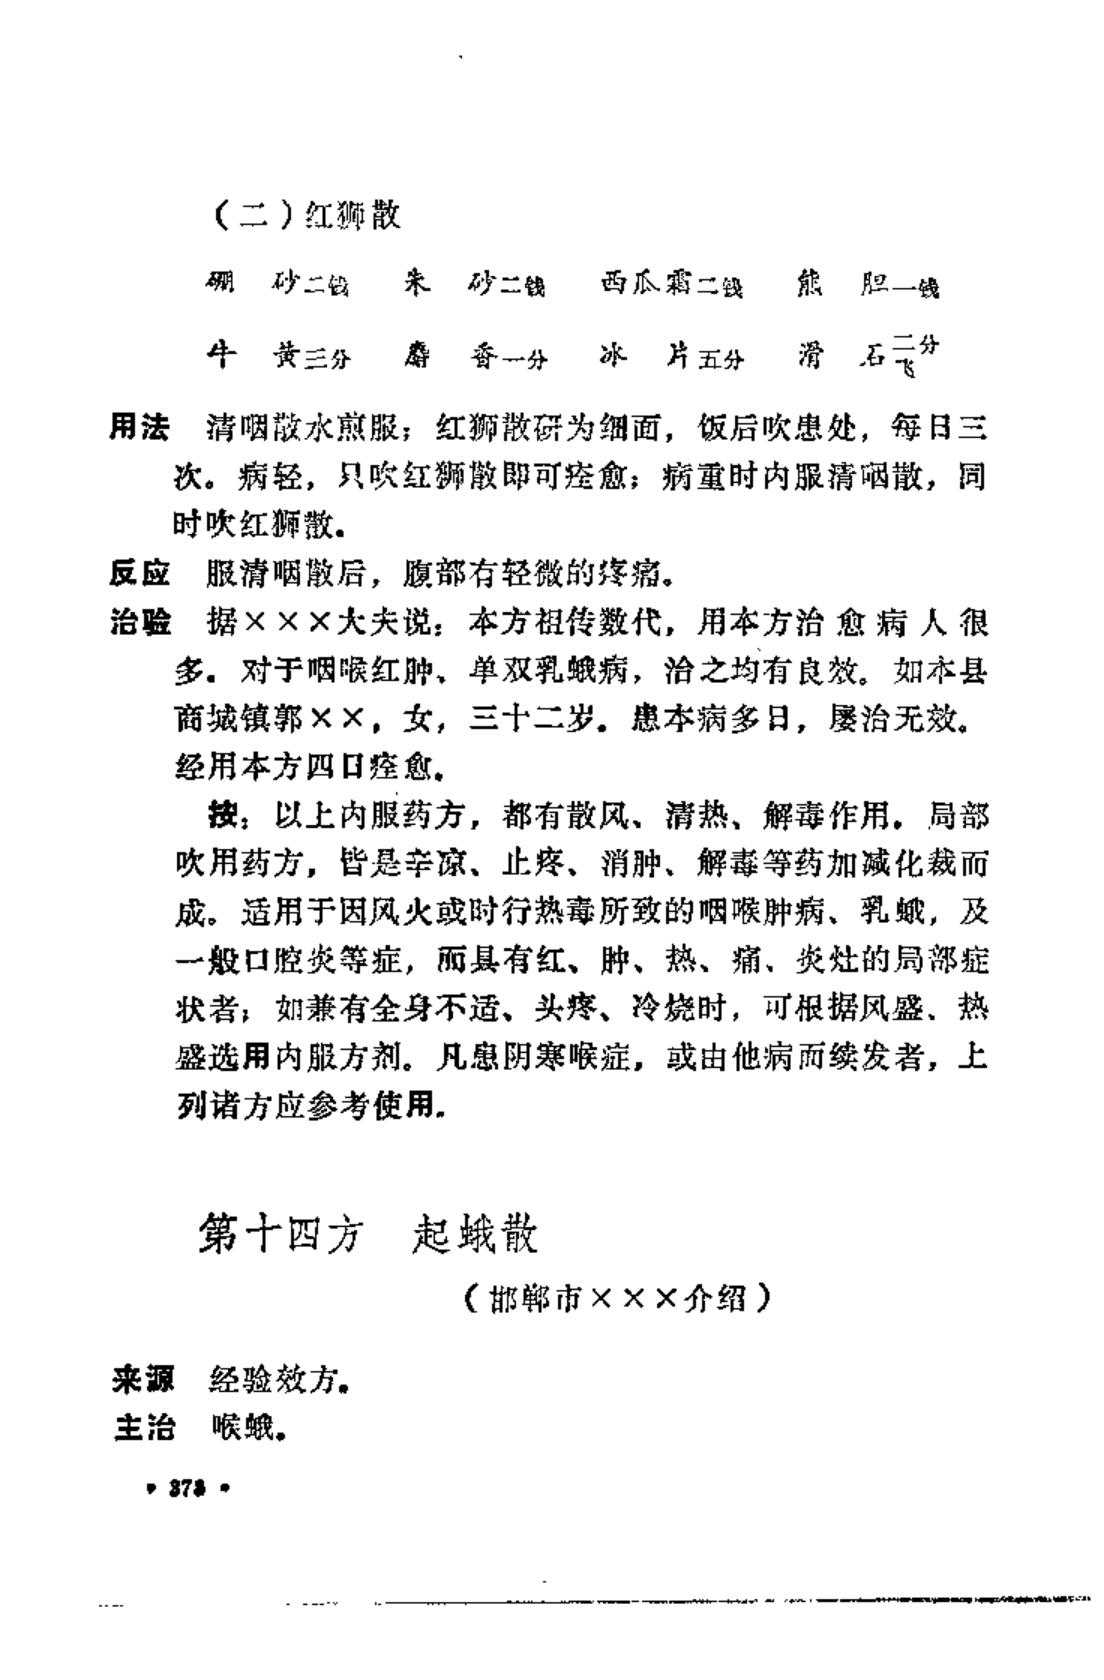 （二）红狮散
硼　砂二钱　朱　砂二钱　西瓜霜二钱　熊　胆一钱
牛　黄三分　麝　香一分　冰　片五分　滑　石二分飞
用法　清咽散水煎服；红狮散研为细面，饭后吹患处，每日三
次。病轻，只吹红狮散即可痊愈；病重时内服清咽散，同
时吹红狮散。
反应　服清咽散后，腹部有轻微的疼痛。
治验　据×××大夫说：本方祖传数代，用本方治愈病人很
多。对于咽喉红肿、单双乳蛾病，治之均有良效。如本县
商城镇郭××，女，三十二岁。患本病多日，屡治无效。
经用本方四日痊愈。
按：以上内服药方，都有散风、清热、解毒作用。局部
吹用药方，皆是辛凉、止疼、消肿、解毒等药加减化裁而
成。适用于因风火或时行热毒所致的咽喉肿病、乳蛾，及
一般口腔炎等症，而具有红、肿、热、痛、炎灶的局部症
状者；如兼有全身不适、头疼、冷烧时，可根据风盛、热
盛选用内服方剂。凡患阴寒喉症，或由他病而续发者，上
列诸方应参考使用。
第十四方　起蛾散
（邯郸市×××介绍）
来源　经验效方。
主治　喉蛾。